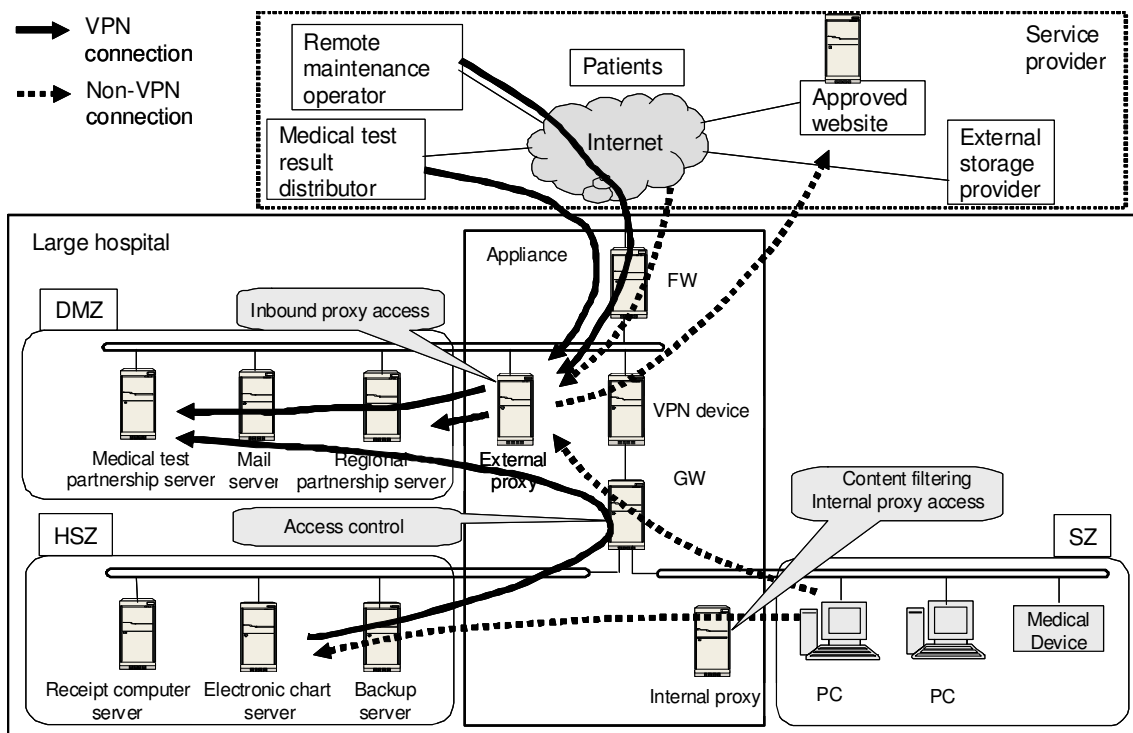 VPN
connection
Non-VPN
connection
Remote
maintenance
operator
Patients
Service
provider
Approved
website
Medical test
result
distributor
Internet
External
storage
provider
Large hospital
Appliance
FW
DMZ
Inbound proxy access
VPN device
Medical test
partnership server
Mail
server
Regional
partnership server
External
proxy
GW
Content filtering
Internal proxy access
Access control
HSZ
SZ
Receipt computer
server
Electronic chart
server
Backup
server
Internal proxy
PC
PC
Medical
Device